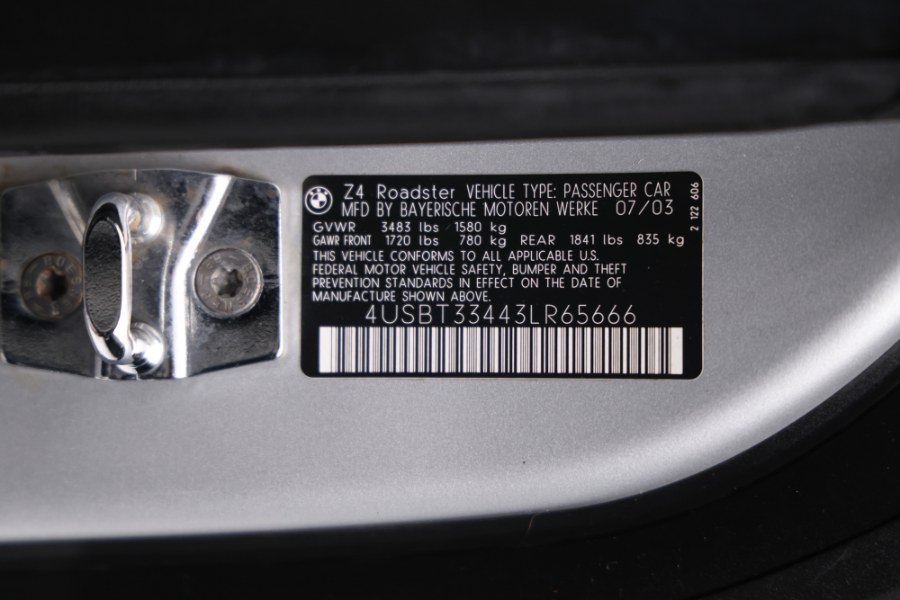 Z4 Roadster VEHICLE TYPE: PASSENGER CAR
MFD BY BAYERISCHE MOTOREN WERKE 07/03
GVWR 3483 lbs 1580 kg
GAWR FRONT 1720 lbs 780 kg REAR 1841 lbs 835 kg
THIS VEHICLE CONFORMS TO ALL APPLICABLE U.S.
FEDERAL MOTOR VEHICLE SAFETY, BUMPER AND THEFT
PREVENTION STANDARDS IN EFFECT ON THE DATE OF
MANUFACTURE SHOWN ABOVE.
4USBT33443LR65666
2 122 606